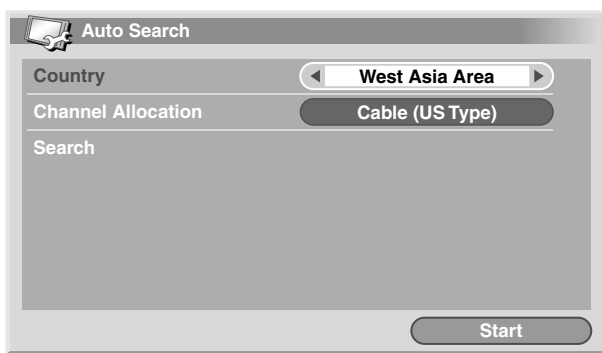 Auto Search
Country West Asia Area
Channel Allocation Cable (US Type)
Search
Start